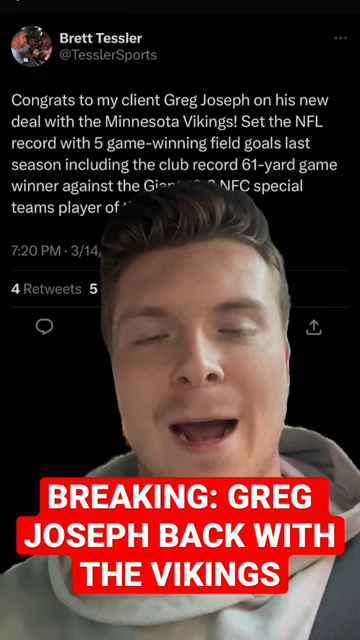 Brett Tessler
@TesslerSports
Congrats to my client Greg Joseph on his new
deal with the Minnesota Vikings! Set the NFL
record with 5 game-winning field goals last
season including the club record 61-yard game
winner against the NFC special
teams player of
7:20 PM · 3/14/
4 Retweets 5
BREAKING: GREG
JOSEPH BACK WITH
THE VIKINGS